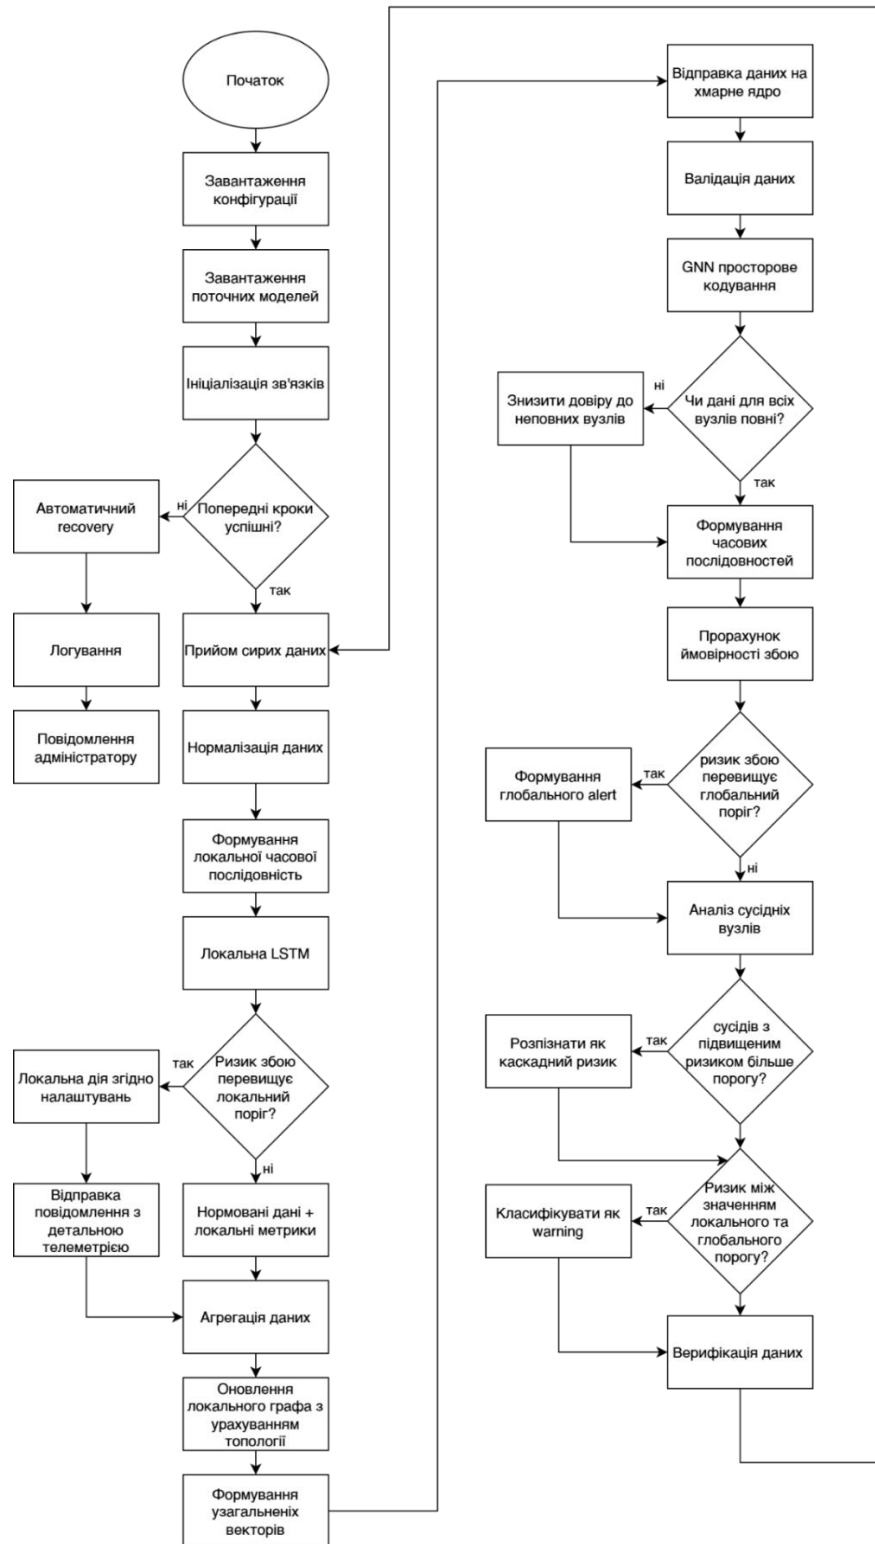 Початок
Завантаження
конфігурації
Завантаження
поточних моделей
Ініціалізація зв'язків
Попередні кроки
успішні?
ні
так
Автоматичний
recovery
Логування
Повідомлення
адміністратору
Прийом сирих даних
Нормалізація даних
Формування
локальної часової
послідовність
Локальна LSTM
Ризик збою
перевищує
локальний
поріг?
так
ні
Локальна дія згідно
налаштувань
Відправка
повідомлення з
детальною
телеметрією
Нормовані дані +
локальні метрики
Агрегація даних
Оновлення
локального графа з
урахуванням
топології
Формування
узагальненіх
векторів
Відправка даних на
хмарне ядро
Валідація даних
GNN просторове
кодування
Чи дані для всіх
вузлів повні?
ні
так
Знизити довіру до
неповних вузлів
Формування
часових
послідовностей
Прорахунок
ймовірності збою
ризик збою
перевищує
глобальний
поріг?
так
ні
Формування
глобального alert
Аналіз сусідніх
вузлів
сусідів з
підвищеним
ризиком більше
порогу?
так
Розпізнати як
каскадний ризик
Ризик між
значенням
локального та
глобального
порогу?
так
Класифікувати як
warning
Верифікація даних